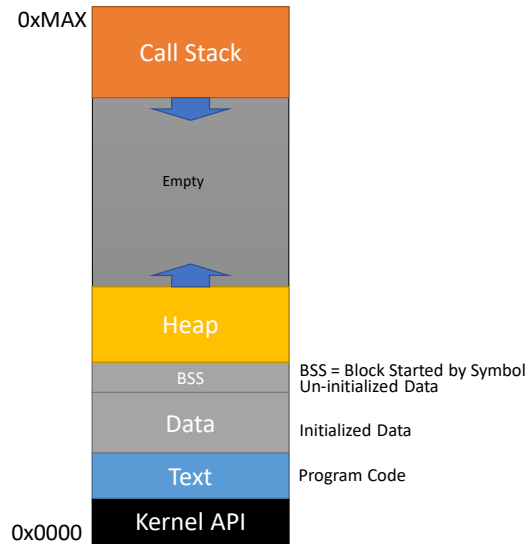 0xMAX
Call Stack
Empty
Heap
BSS
BSS = Block Started by Symbol
Un-initialized Data
Data
Initialized Data
Text
Program Code
Kernel API
0x0000